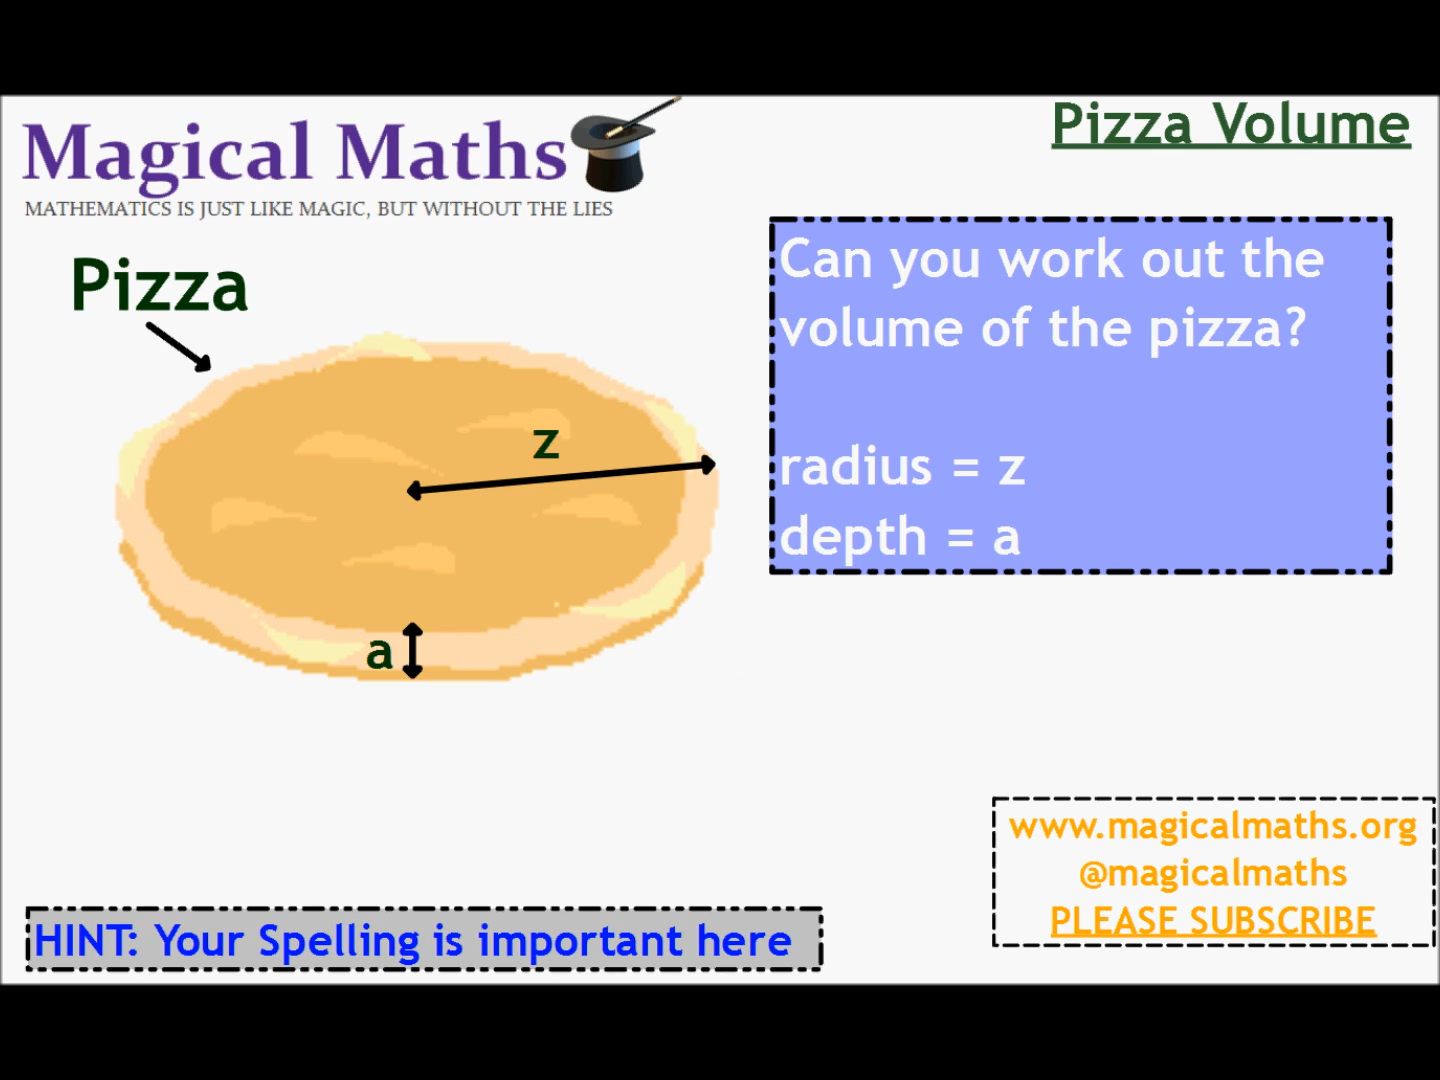 Magical Maths
MATHEMATICS IS JUST LIKE MAGIC, BUT WITHOUT THE LIES
Pizza Volume
Pizza
z
a
Can you work out the
volume of the pizza?
radius = z
depth = a
www.magicalmaths.org
@magicalmaths
PLEASE SUBSCRIBE
HINT: Your Spelling is important here